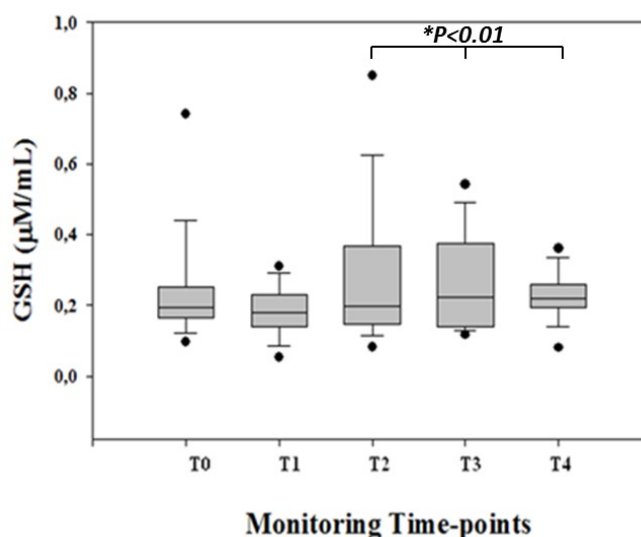 *P<0.01
1,0
0,8
0,6
0,4
0,2
0,0
GSH (µM/mL)
T0 T1 T2 T3 T4
Monitoring Time-points